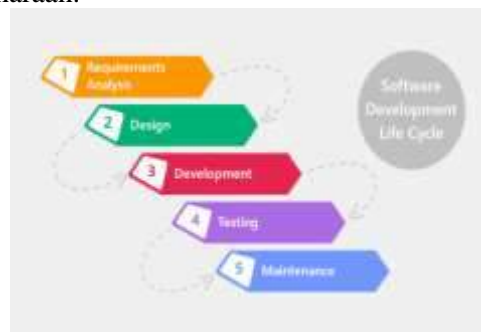 1
Requirements
Analysis
2
Design
3
Development
4
Testing
5
Maintenance
Software
Development
Life Cycle